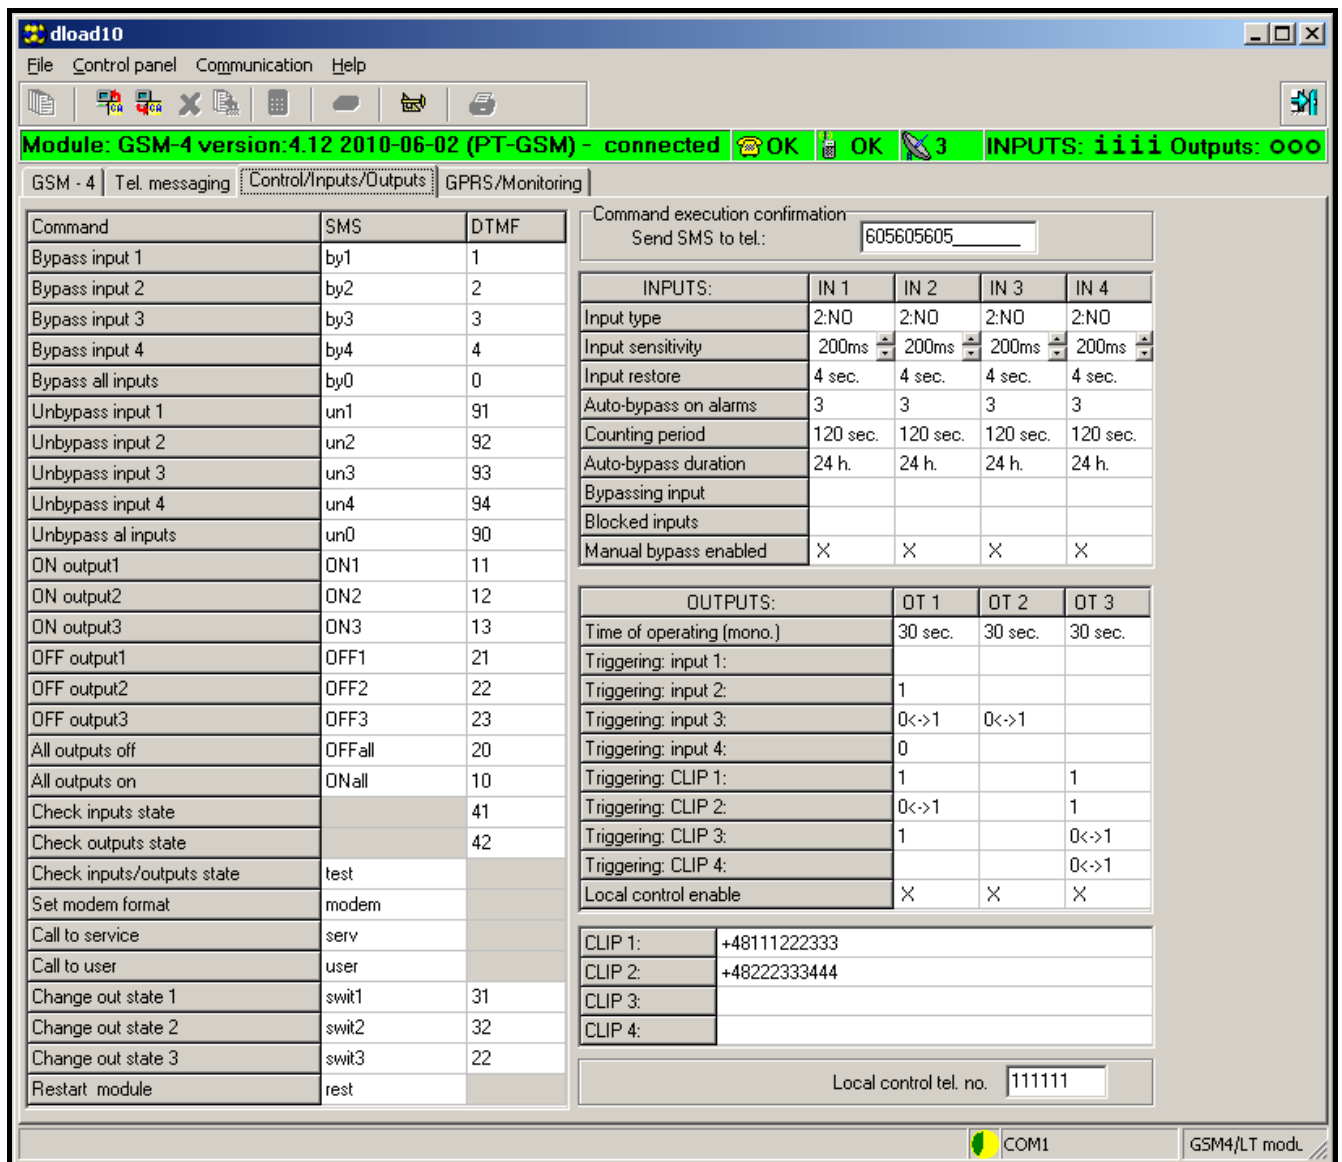 dload10
File Control panel Communication Help
Module: GSM-4 version:4.12 2010-06-02 (PT-GSM) - connected OK OK 3 INPUTS: iiii Outputs: ooo
GSM - 4 Tel. messaging Control/Inputs/Outputs GPRS/Monitoring
Command SMS DTMF
Bypass input 1 by1 1
Bypass input 2 by2 2
Bypass input 3 by3 3
Bypass input 4 by4 4
Bypass all inputs by0 0
Unbypass input 1 un1 91
Unbypass input 2 un2 92
Unbypass input 3 un3 93
Unbypass input 4 un4 94
Unbypass al inputs un0 90
ON output1 ON1 11
ON output2 ON2 12
ON output3 ON3 13
OFF output1 OFF1 21
OFF output2 OFF2 22
OFF output3 OFF3 23
All outputs off OFFall 20
All outputs on ONall 10
Check inputs state 41
Check outputs state 42
Check inputs/outputs state test
Set modem format modem
Call to service serv
Call to user user
Change out state 1 swit1 31
Change out state 2 swit2 32
Change out state 3 swit3 22
Restart module rest
Command execution confirmation
Send SMS to tel.: 605605605_______
INPUTS: IN 1 IN 2 IN 3 IN 4
Input type 2:NO 2:NO 2:NO 2:NO
Input sensitivity 200ms 200ms 200ms 200ms
Input restore 4 sec. 4 sec. 4 sec. 4 sec.
Auto-bypass on alarms 3 3 3 3
Counting period 120 sec. 120 sec. 120 sec. 120 sec.
Auto-bypass duration 24 h. 24 h. 24 h. 24 h.
Bypassing input
Blocked inputs
Manual bypass enabled X X X X
OUTPUTS: OT 1 OT 2 OT 3
Time of operating (mono.) 30 sec. 30 sec. 30 sec.
Triggering: input 1:
Triggering: input 2: 1
Triggering: input 3: 0<->1 0<->1
Triggering: input 4: 0
Triggering: CLIP 1: 1 1
Triggering: CLIP 2: 0<->1 1
Triggering: CLIP 3: 1 0<->1
Triggering: CLIP 4: 0<->1
Local control enable X X X
CLIP 1: +48111222333
CLIP 2: +48222333444
CLIP 3:
CLIP 4:
Local control tel. no. 111111
COM1 GSM4/LT modu